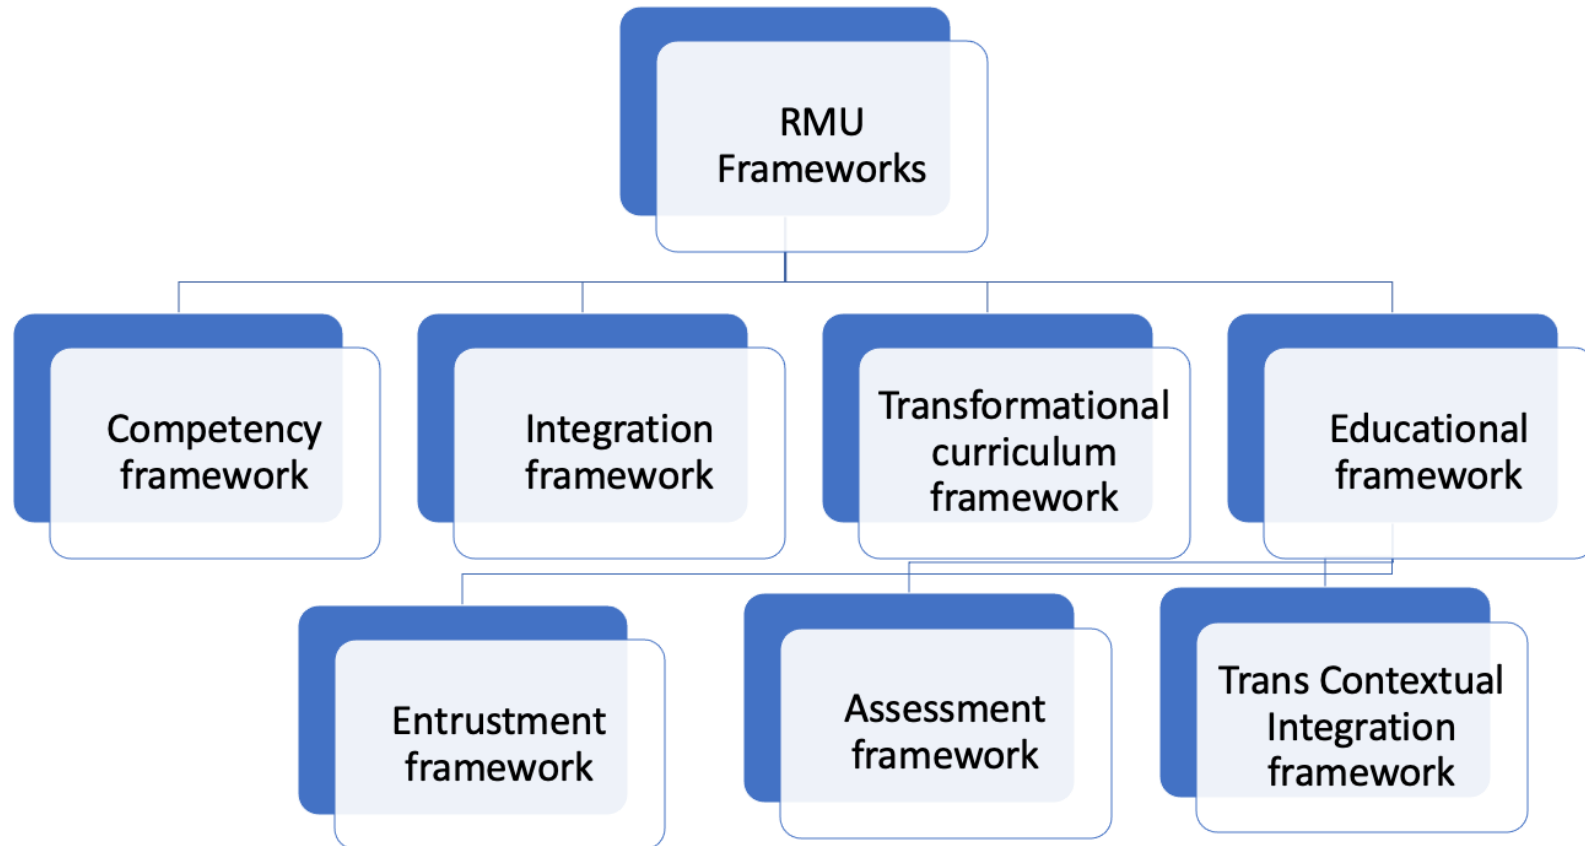 RMU
Frameworks
Competency
framework
Integration
framework
Transformational
curriculum
framework
Educational
framework
Entrustment
framework
Assessment
framework
Trans Contextual
Integration
framework